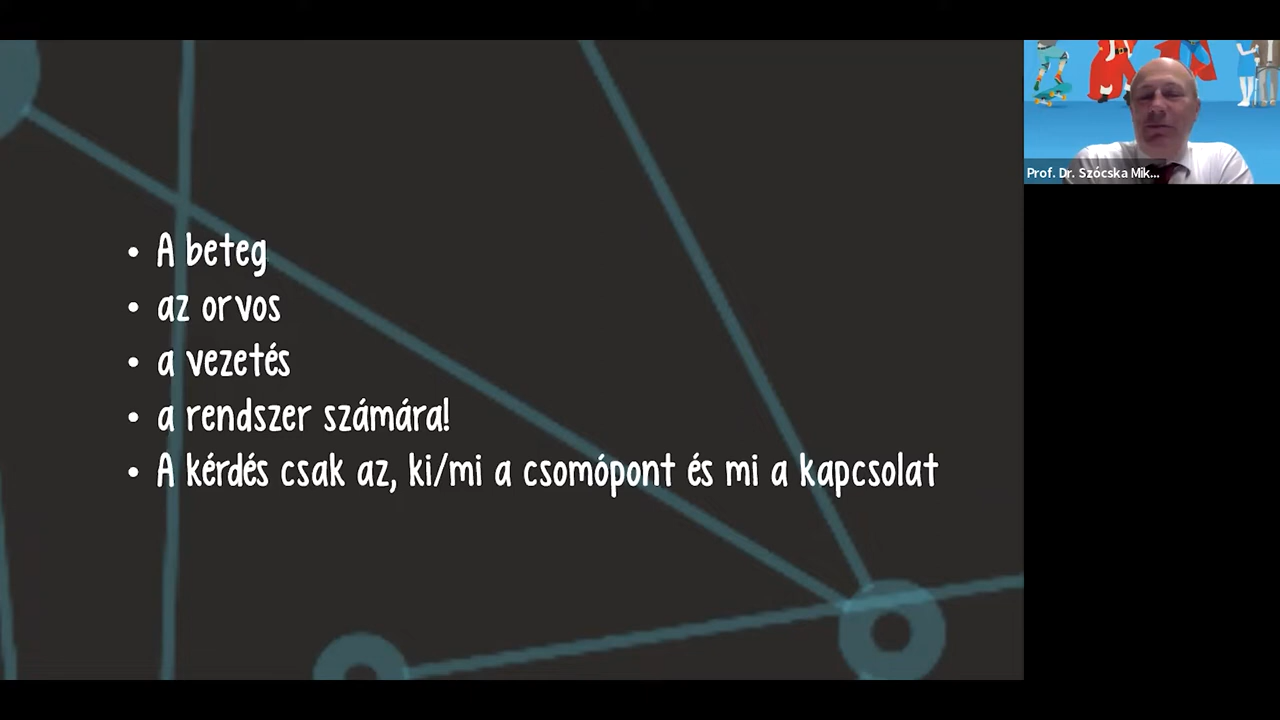 • A beteg
• az orvos
• a vezetés
• a rendszer számára!
• A kérdés csak az, ki/mi a csomópont és mi a kapcsolat
Prof. Dr. Szócska Mik...